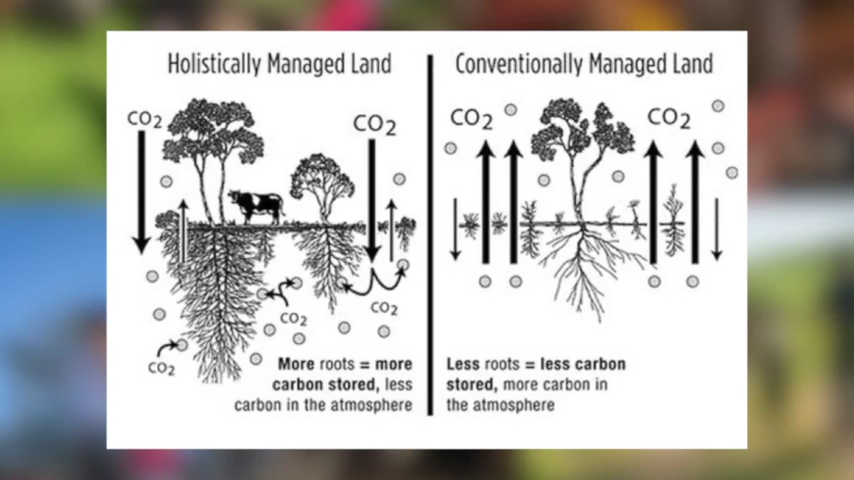 Holistically Managed Land
CO2
CO2
CO2
CO2
CO2
More roots = more
carbon stored, less
carbon in the atmosphere
Conventionally Managed Land
CO2
CO2
Less roots = less carbon
stored, more carbon in
the atmosphere